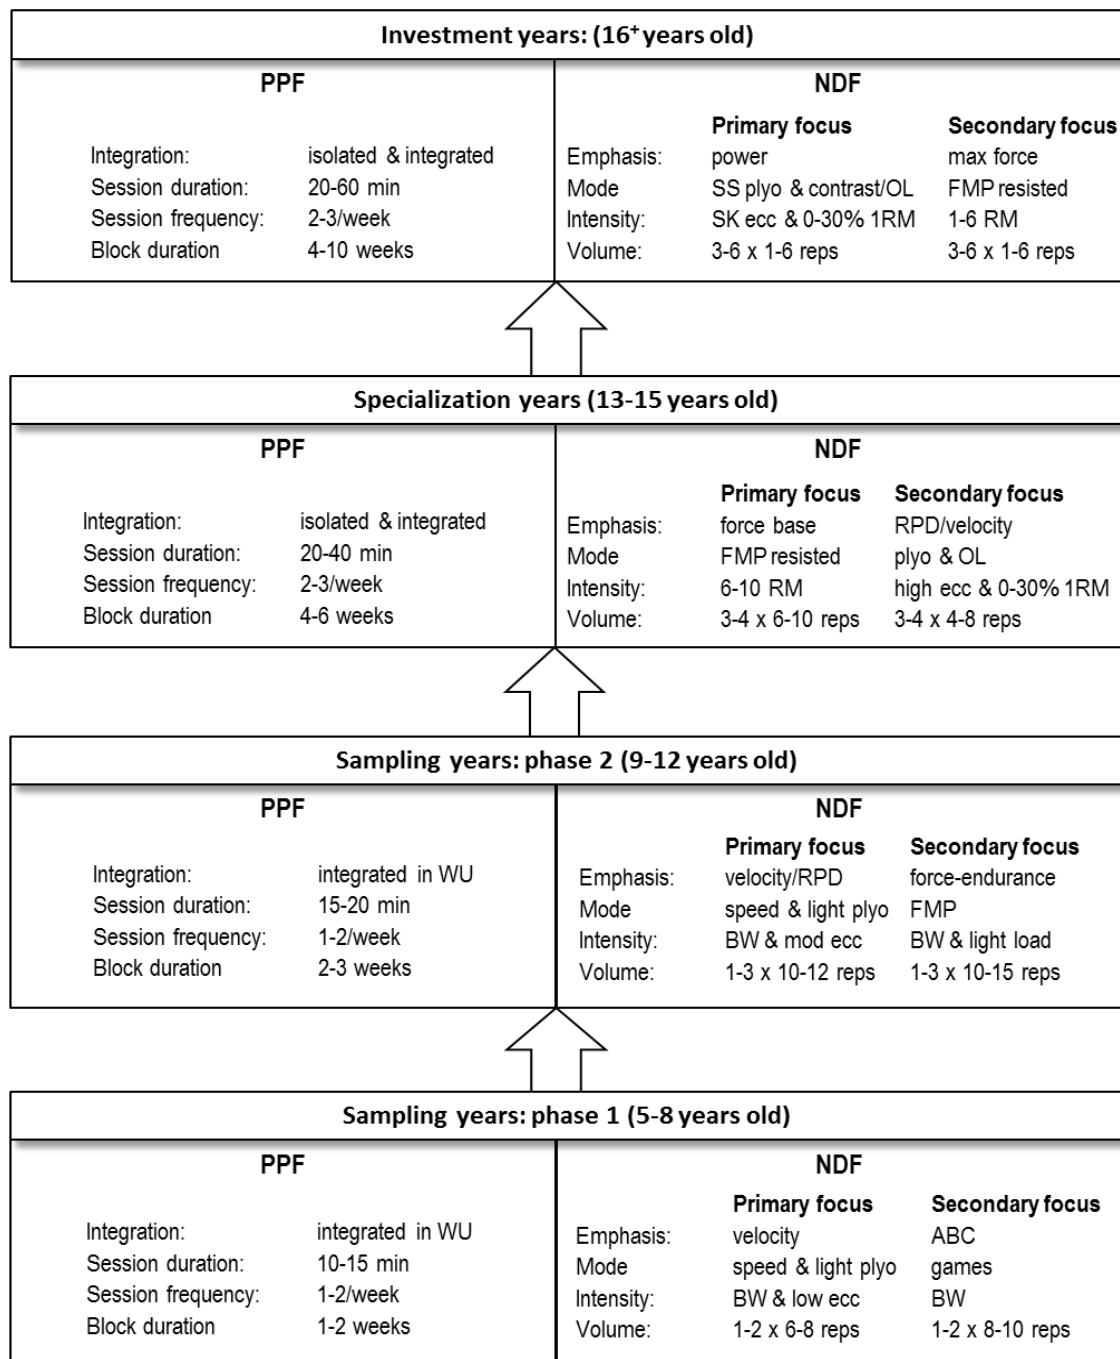 Investment years: (16+ years old)
PPF
Integration: isolated & integrated
Session duration: 20-60 min
Session frequency: 2-3/week
Block duration 4-10 weeks
NDF
Primary focus Secondary focus
Emphasis: power max force
Mode SS plyo & contrast/OL FMP resisted
Intensity: SK ecc & 0-30% 1RM 1-6 RM
Volume: 3-6 x 1-6 reps 3-6 x 1-6 reps
Specialization years (13-15 years old)
PPF
Integration: isolated & integrated
Session duration: 20-40 min
Session frequency: 2-3/week
Block duration 4-6 weeks
NDF
Primary focus Secondary focus
Emphasis: force base RPD/velocity
Mode FMP resisted plyo & OL
Intensity: 6-10 RM high ecc & 0-30% 1RM
Volume: 3-4 x 6-10 reps 3-4 x 4-8 reps
Sampling years: phase 2 (9-12 years old)
PPF
Integration: integrated in WU
Session duration: 15-20 min
Session frequency: 1-2/week
Block duration 2-3 weeks
NDF
Primary focus Secondary focus
Emphasis: velocity/RPD force-endurance
Mode speed & light plyo FMP
Intensity: BW & mod ecc BW & light load
Volume: 1-3 x 10-12 reps 1-3 x 10-15 reps
Sampling years: phase 1 (5-8 years old)
PPF
Integration: integrated in WU
Session duration: 10-15 min
Session frequency: 1-2/week
Block duration 1-2 weeks
NDF
Primary focus Secondary focus
Emphasis: velocity ABC
Mode speed & light plyo games
Intensity: BW & low ecc BW
Volume: 1-2 x 6-8 reps 1-2 x 8-10 reps